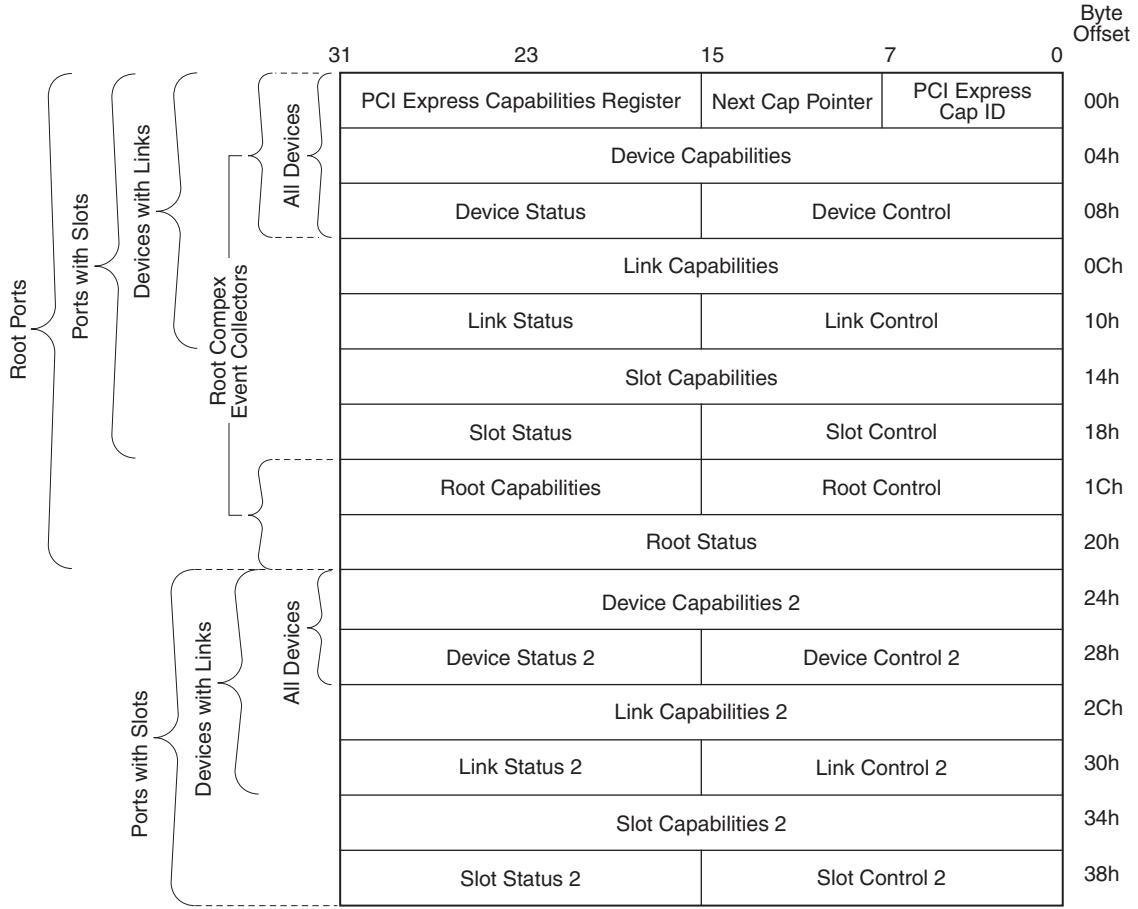 Byte
Offset
31 23 15 7 0
PCI Express Capabilities Register Next Cap Pointer PCI Express
Cap ID 00h
Device Capabilities 04h
Device Status Device Control 08h
Link Capabilities 0Ch
Link Status Link Control 10h
Slot Capabilities 14h
Slot Status Slot Control 18h
Root Capabilities Root Control 1Ch
Root Status 20h
Device Capabilities 2 24h
Device Status 2 Device Control 2 28h
Link Capabilities 2 2Ch
Link Status 2 Link Control 2 30h
Slot Capabilities 2 34h
Slot Status 2 Slot Control 2 38h
Root Ports
Ports with Slots
Devices with Links
Root Compex
Event Collectors
All Devices
Ports with Slots
Devices with Links
All Devices